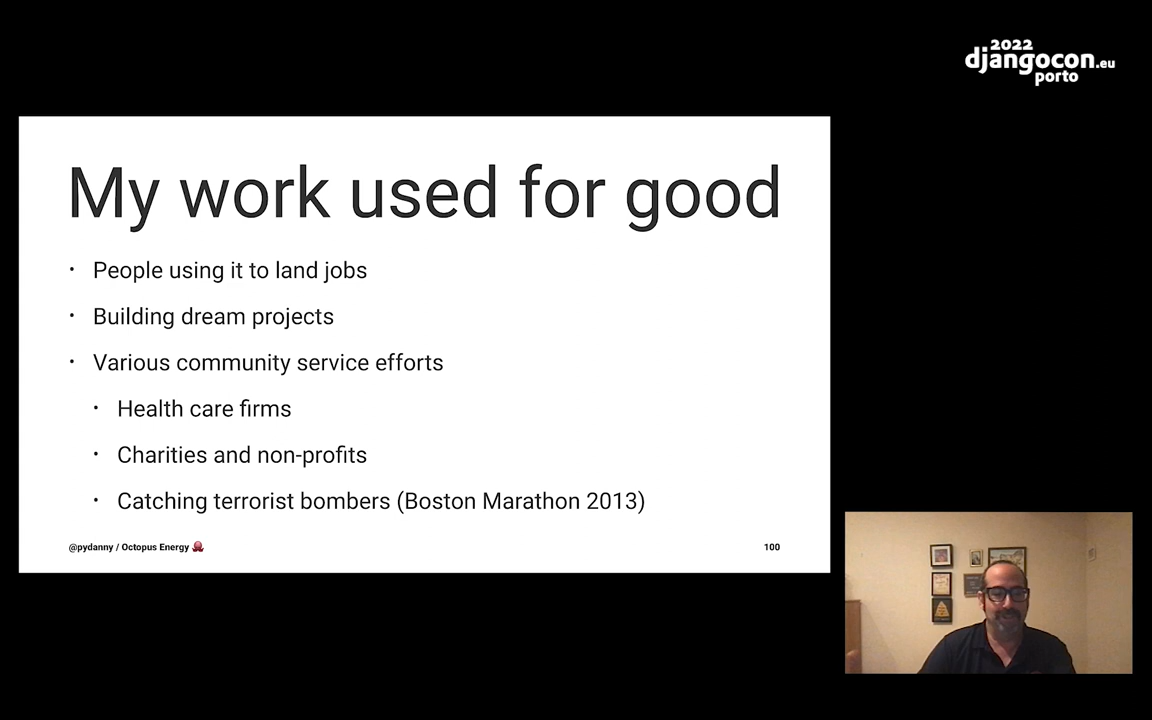 2022
djangocon.eu
porto
My work used for good
• People using it to land jobs
• Building dream projects
• Various community service efforts
• Health care firms
• Charities and non-profits
• Catching terrorist bombers (Boston Marathon 2013)
@pydanny / Octopus Energy 🐙
100